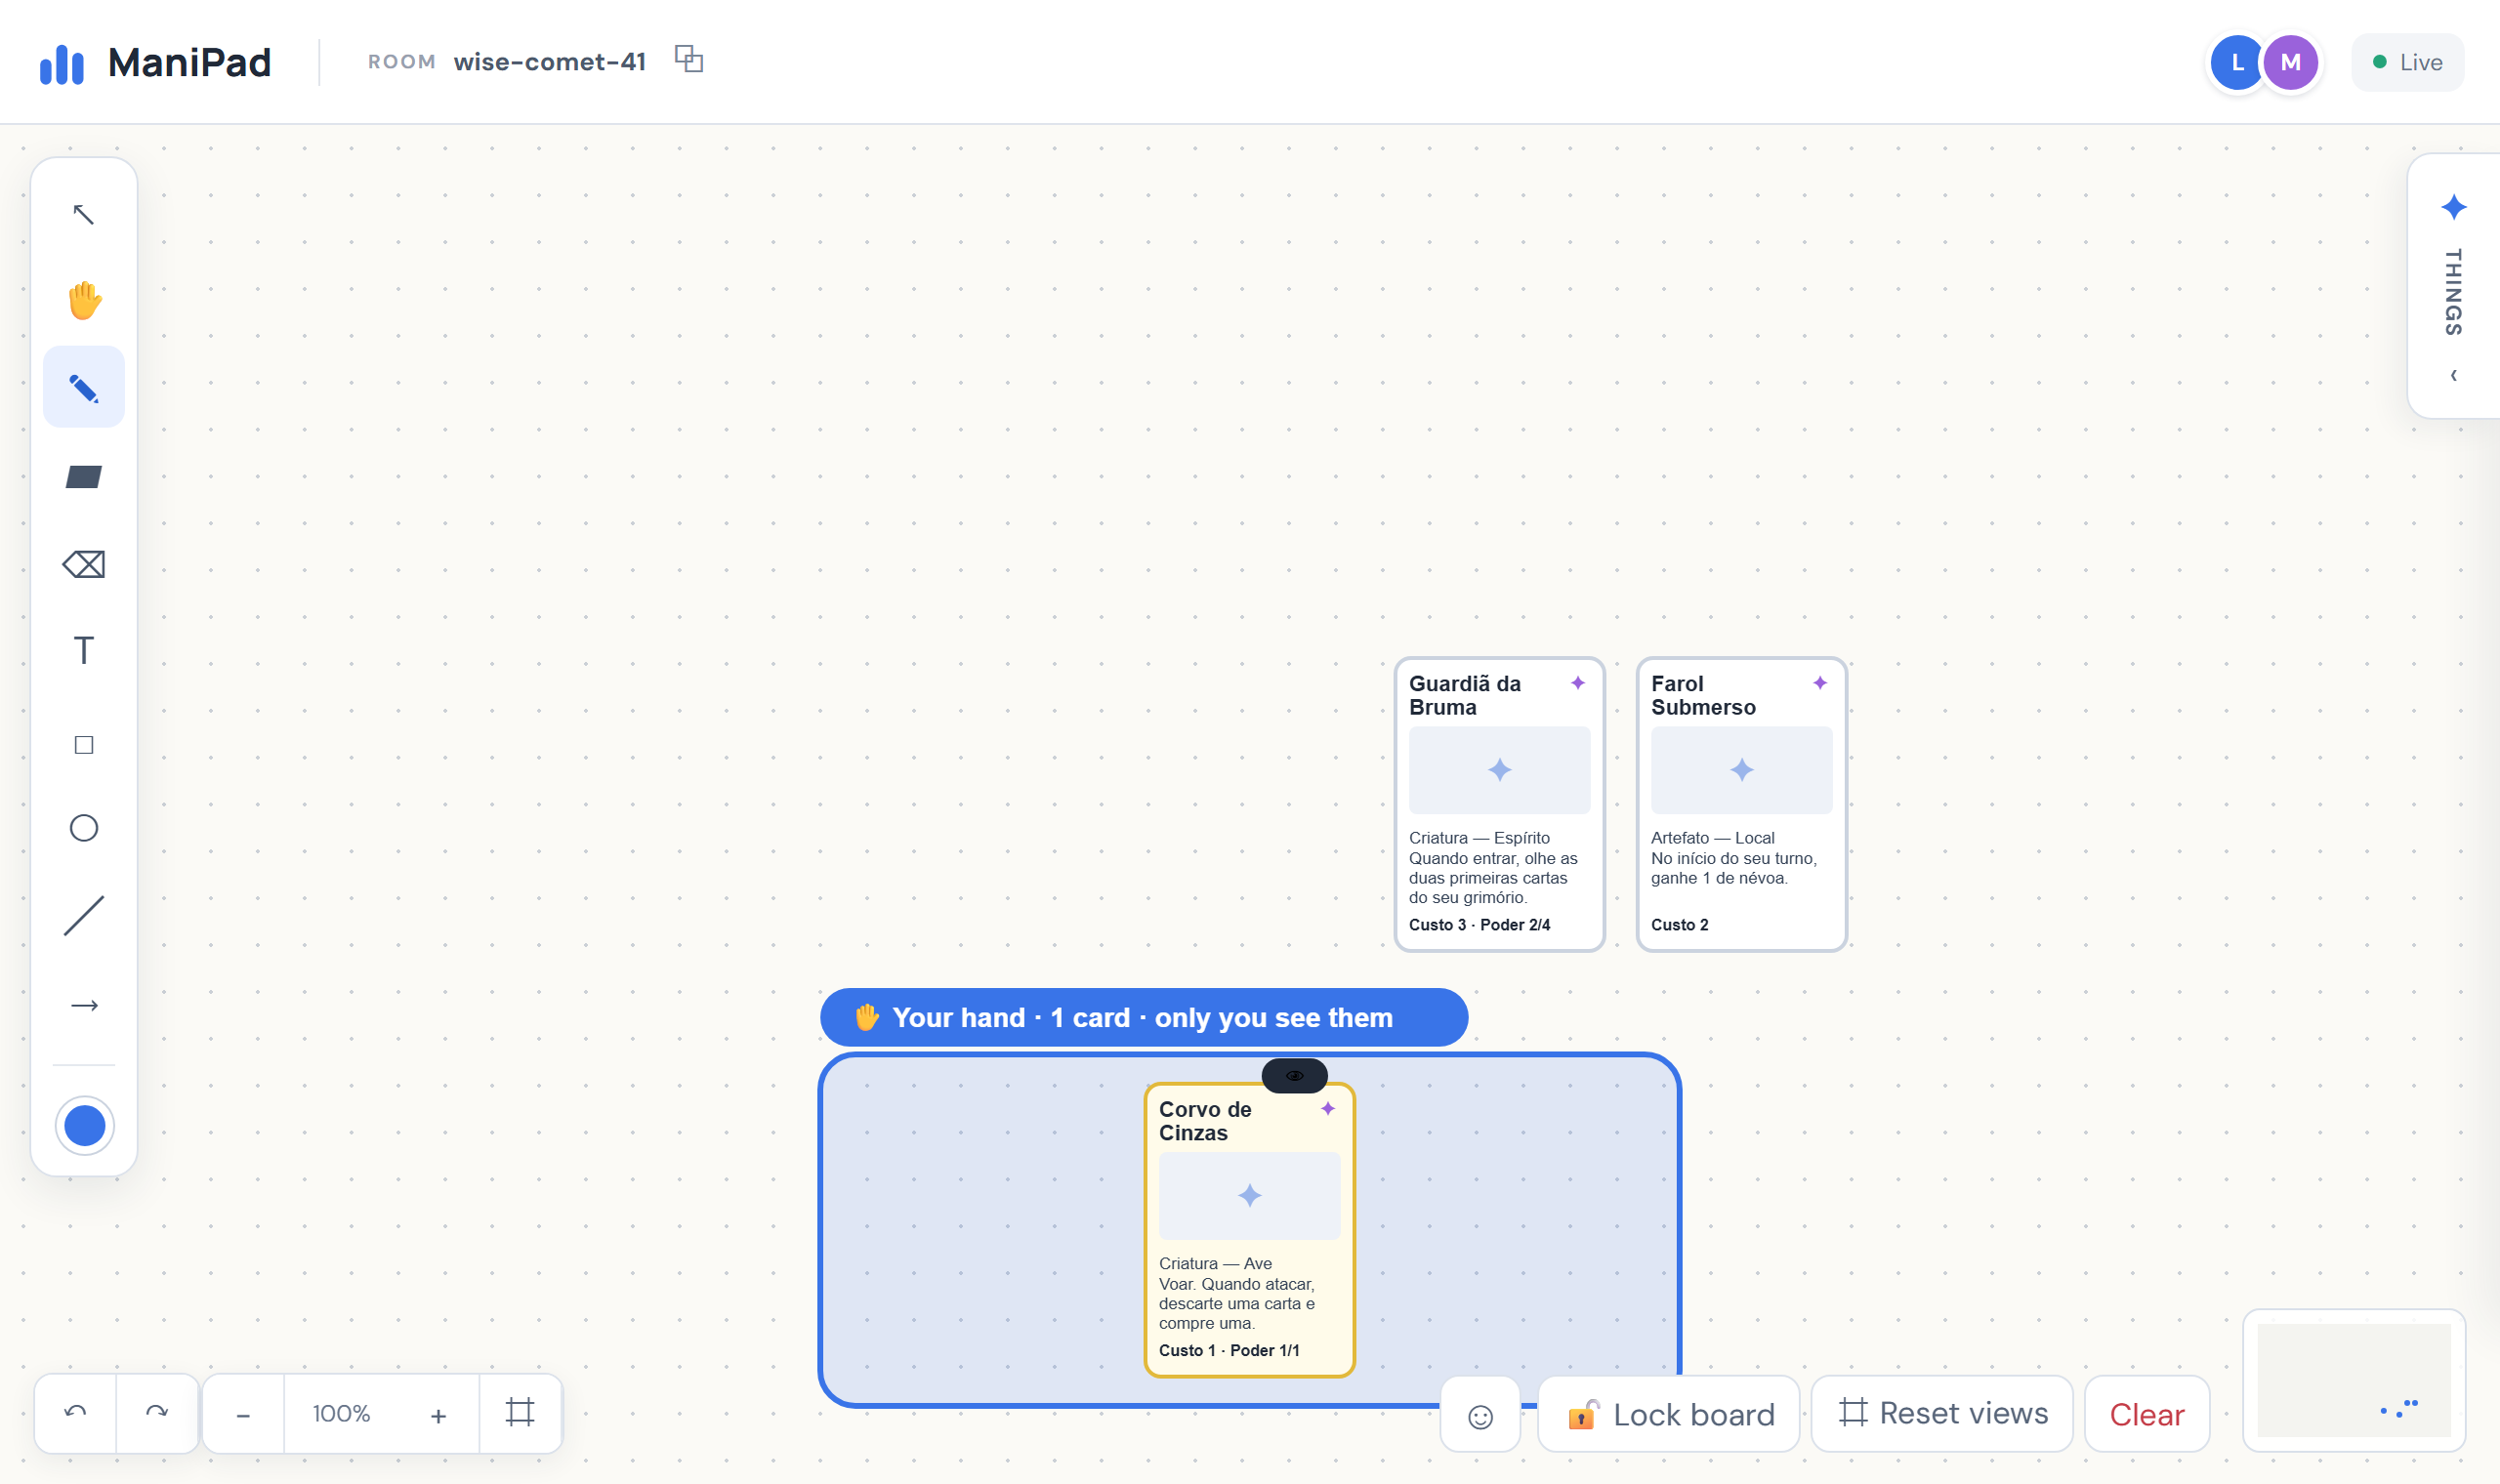 ManiPad
ROOM wise-comet-41
L M Live
THINGS
T
Guardiã da
Bruma
Criatura — Espírito
Quando entrar, olhe as
duas primeiras cartas
do seu grimório.
Custo 3 · Poder 2/4
Farol
Submerso
Artefato — Local
No início do seu turno,
ganhe 1 de névoa.
Custo 2
Your hand · 1 card · only you see them
Corvo de
Cinzas
Criatura — Ave
Voar. Quando atacar,
descarte uma carta e
compre uma.
Custo 1 · Poder 1/1
− 100% +
Lock board
Reset views
Clear